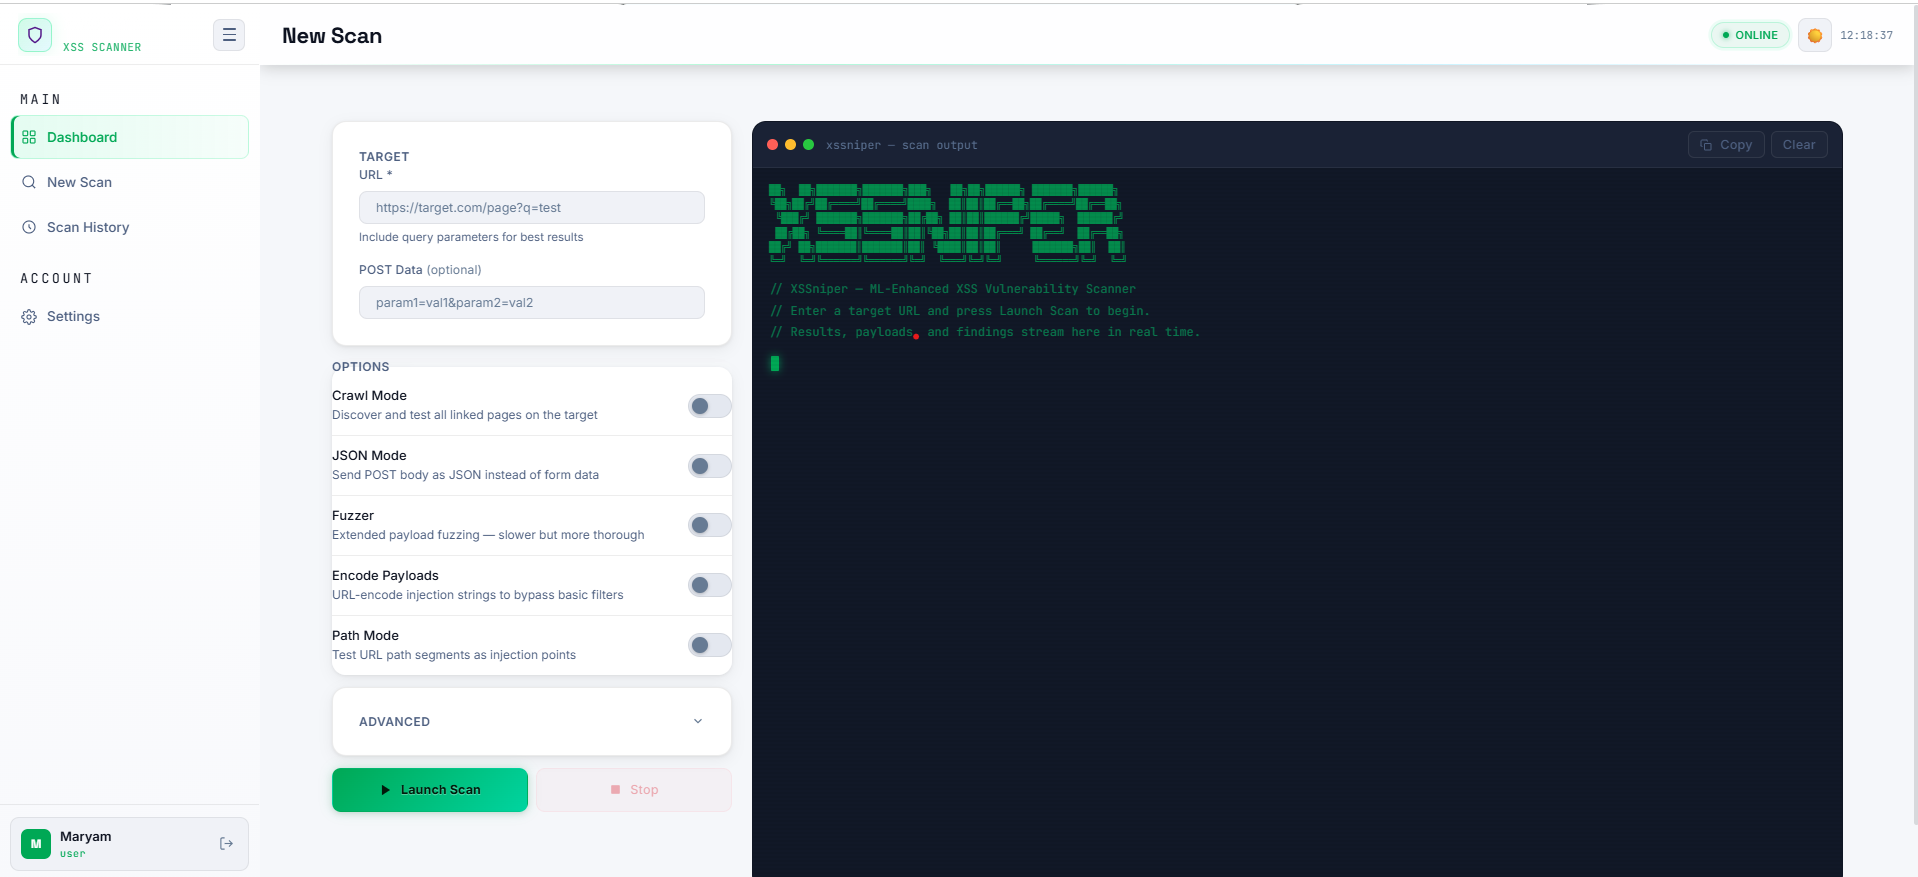 XSS SCANNER
New Scan
ONLINE
12:18:37
MAIN
Dashboard
New Scan
Scan History
ACCOUNT
Settings
Maryam
user
M
TARGET
URL *
https://target.com/page?q=test
Include query parameters for best results
POST Data (optional)
param1=val1&param2=val2
OPTIONS
Crawl Mode
Discover and test all linked pages on the target
JSON Mode
Send POST body as JSON instead of form data
Fuzzer
Extended payload fuzzing — slower but more thorough
Encode Payloads
URL-encode injection strings to bypass basic filters
Path Mode
Test URL path segments as injection points
ADVANCED
Launch Scan
Stop
xssniper — scan output
Copy
Clear
XSSNIPER
// XSSniper — ML-Enhanced XSS Vulnerability Scanner
// Enter a target URL and press Launch Scan to begin.
// Results, payloads, and findings stream here in real time.